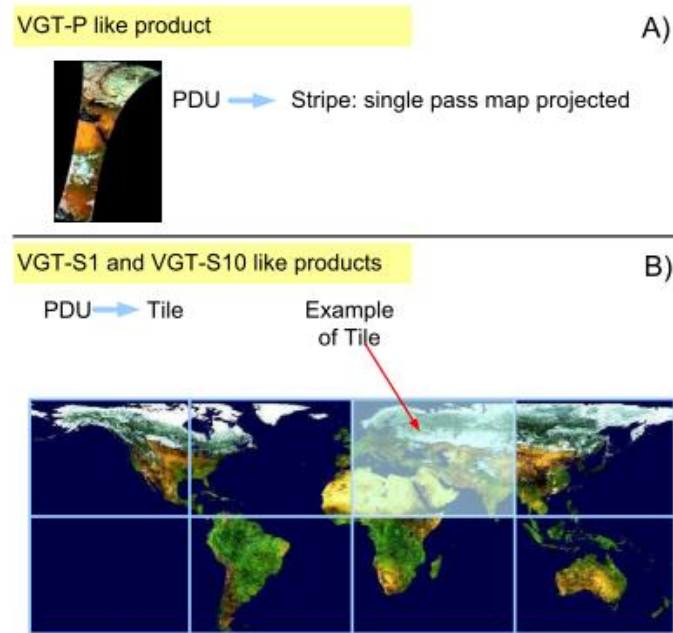 VGT-P like product
A)
PDU
Stripe: single pass map projected
VGT-S1 and VGT-S10 like products
B)
PDU
Tile
Example
of Tile